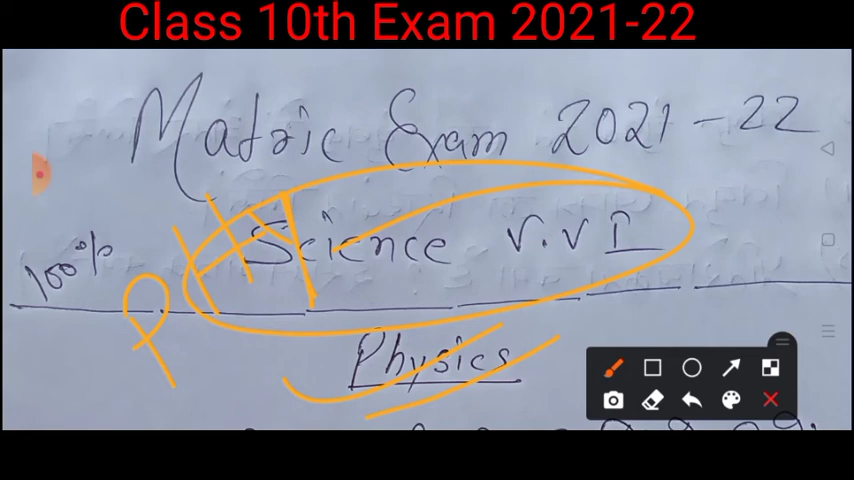 Class 10th Exam 2021-22
Matric Exam 2021-22
Science V.V I
100%
Physics